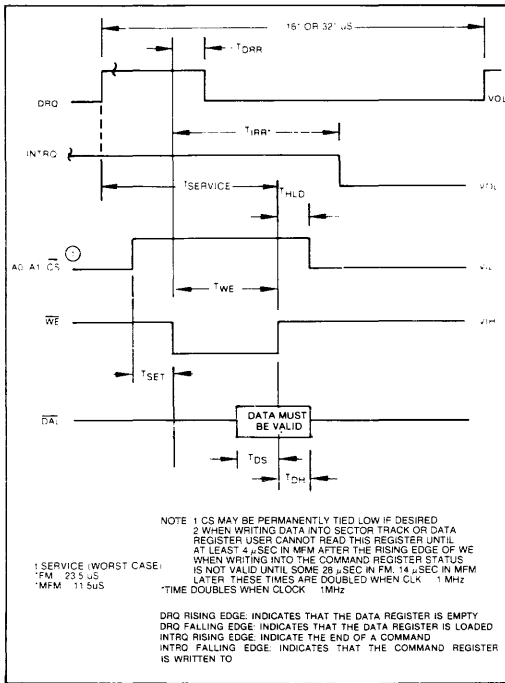 16* OR 32* µS
TDRR
DRQ
VOL
TIRR*
INTRQ
TSERVICE
VOL
THLD
1
A0, A1, CS
VIL
TWE
WE
VIH
TSET
DATA MUST
BE VALID
DAL
TDS
TDH
NOTE 1 CS MAY BE PERMANENTLY TIED LOW IF DESIRED
2 WHEN WRITING DATA INTO SECTOR TRACK OR DATA
REGISTER USER CANNOT READ THIS REGISTER UNTIL
AT LEAST 4 µSEC IN MFM AFTER THE RISING EDGE OF WE
WHEN WRITING INTO THE COMMAND REGISTER STATUS
IS NOT VALID UNTIL SOME 28 µSEC IN FM, 14 µSEC IN MFM
LATER THESE TIMES ARE DOUBLED WHEN CLK 1 MHz
*TIME DOUBLES WHEN CLOCK 1MHz
SERVICE (WORST CASE)
*FM 23.5 µS
*MFM 11.5µS
DRQ RISING EDGE: INDICATES THAT THE DATA REGISTER IS EMPTY
DRQ FALLING EDGE: INDICATES THAT THE DATA REGISTER IS LOADED
INTRQ RISING EDGE: INDICATE THE END OF A COMMAND
INTRQ FALLING EDGE: INDICATES THAT THE COMMAND REGISTER
IS WRITTEN TO